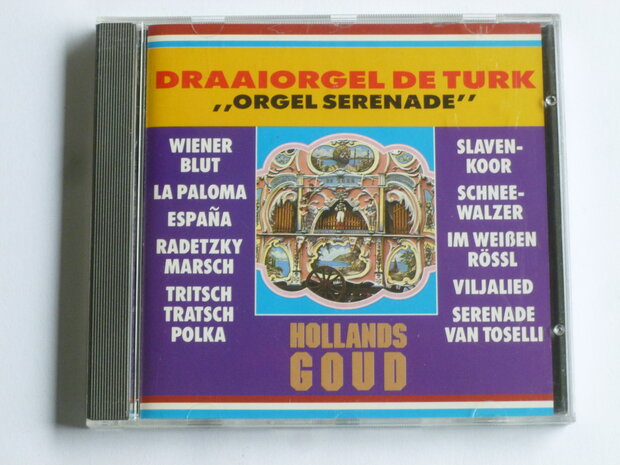 DRAAIORGEL DE TURK
,,ORGEL SERENADE''
WIENER
BLUT
LA PALOMA
ESPAÑA
RADETZKY
MARSCH
TRITSCH
TRATSCH
POLKA
SLAVEN-
KOOR
SCHNEE-
WALZER
IM WEIßEN
RÖSSL
VILJALIED
SERENADE
VAN TOSELLI
HOLLANDS
GOUD